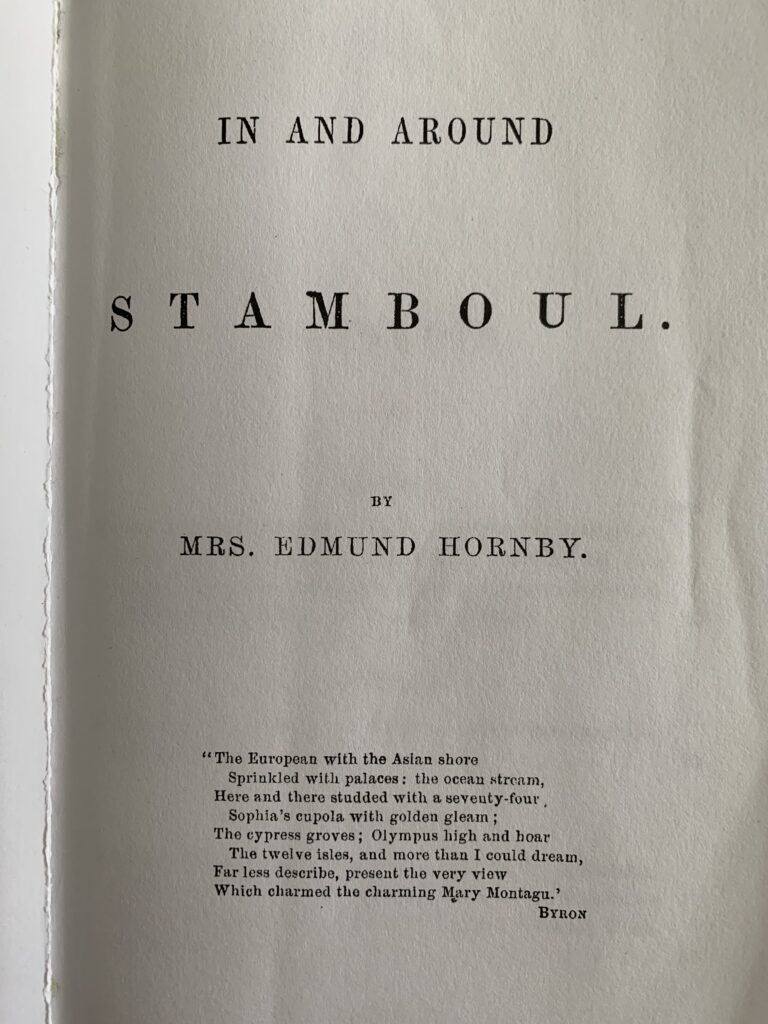 IN AND AROUND
STAMBOUL.
BY
MRS. EDMUND HORNBY.
“The European with the Asian shore
Sprinkled with palaces: the ocean stream,
Here and there studded with a seventy-four,
Sophia's cupola with golden gleam;
The cypress groves; Olympus high and hoar
The twelve isles, and more than I could dream,
Far less describe, present the very view
Which charmed the charming Mary Montagu.'
BYRON